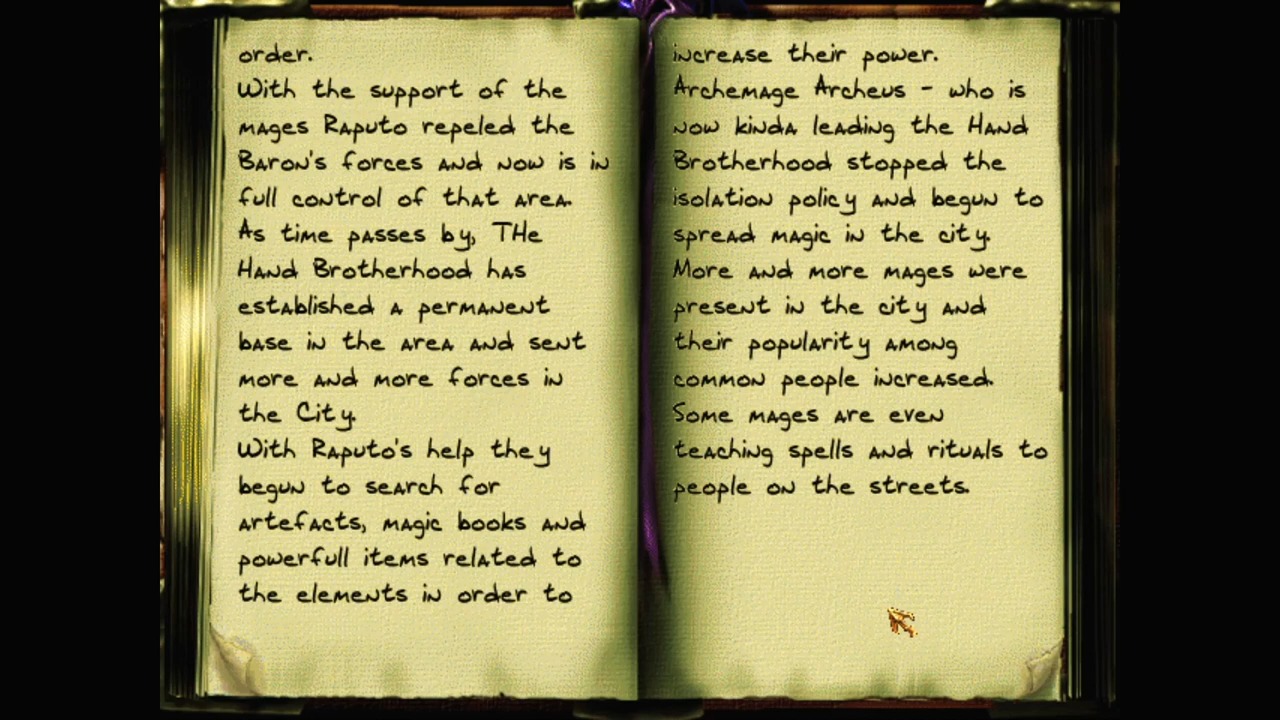 order.
With the support of the
mages Raputo repeled the
Baron's forces and now is in
full control of that area.
As time passes by, THe
Hand Brotherhood has
established a permanent
base in the area and sent
more and more forces in
the City.
With Raputo's help they
begun to search for
artefacts, magic books and
powerfull items related to
the elements in order to
increase their power.
Archemage Archeus - who is
now kinda leading the Hand
Brotherhood stopped the
isolation policy and begun to
spread magic in the city.
More and more mages were
present in the city and
their popularity among
common people increased.
Some mages are even
teaching spells and rituals to
people on the streets.